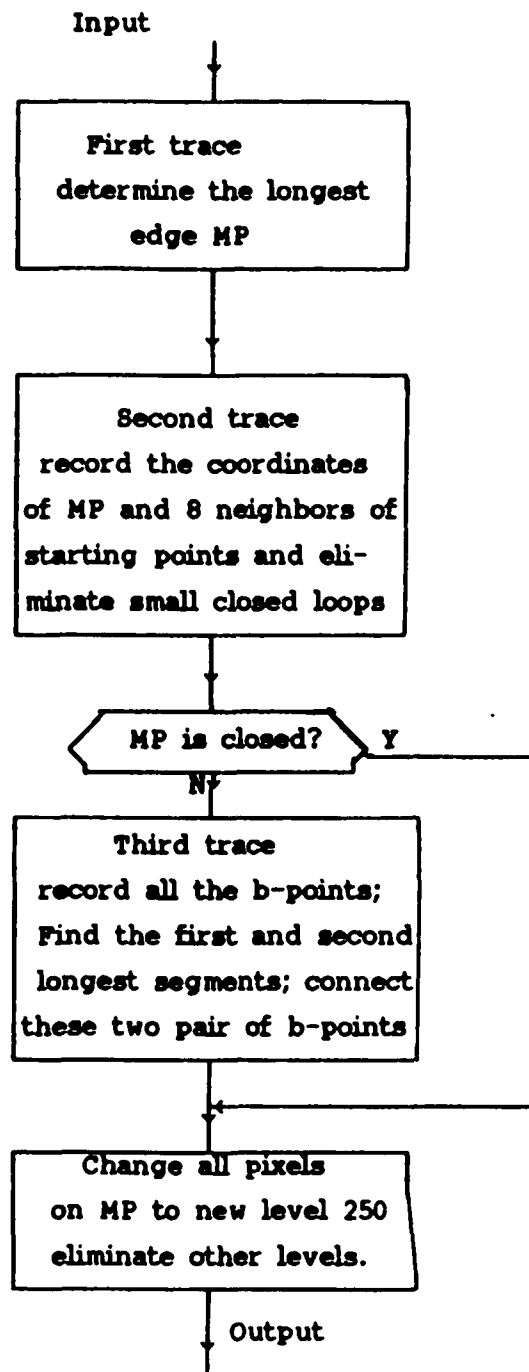 Input
First trace
determine the longest
edge MP
Second trace
record the coordinates
of MP and 8 neighbors of
starting points and eli-
minate small closed loops
MP is closed? Y
N
Third trace
record all the b-points;
Find the first and second
longest segments; connect
these two pair of b-points
Change all pixels
on MP to new level 250
eliminate other levels.
Output